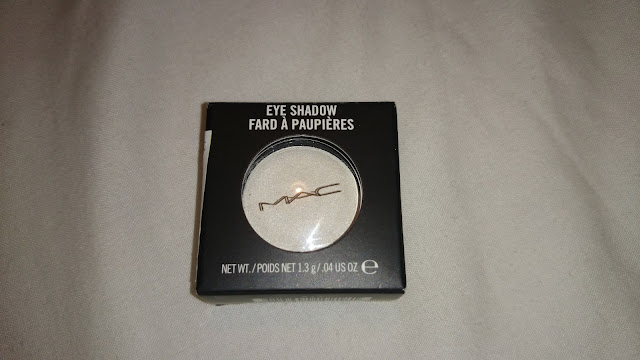 EYE SHADOW
FARD À PAUPIÈRES
MAC
NET WT./POIDS NET 1.3 g/.04 US OZ ℮